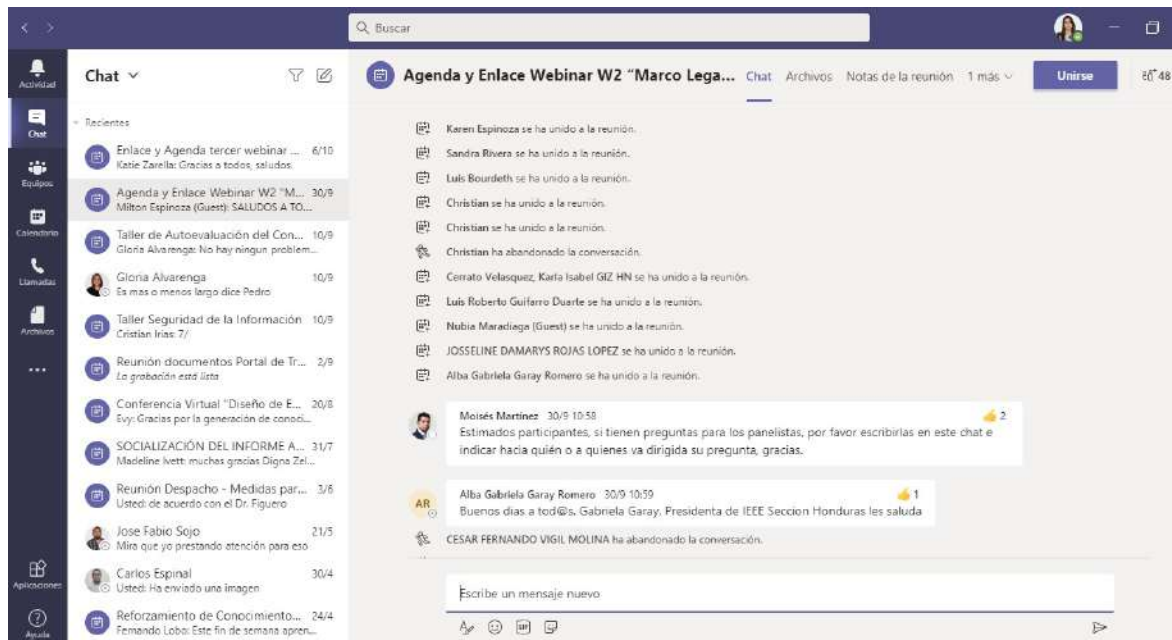 Buscar
Actividad
Chat
Equipos
Calendario
Llamadas
Archivos
Aplicaciones
Ayuda
Chat
Recientes
Enlace y Agenda tercer webinar ... 6/10
Katie Zarella: Gracias a todos, saludos.
Agenda y Enlace Webinar W2 "M... 30/9
Milton Espinoza (Guest): SALUDOS A TO...
Taller de Autoevaluación del Con... 10/9
Gloria Alvarenga: No hay ningun problem...
Gloria Alvarenga 10/9
Es mas o menos largo dice Pedro
Taller Seguridad de la Información 10/9
Cristian Irias: 7/
Reunión documentos Portal de Tr... 2/9
La grabación está lista
Conferencia Virtual "Diseño de E... 20/8
Evy: Gracias por la generación de conoci...
SOCIALIZACIÓN DEL INFORME A... 31/7
Madeline Ivett: muchas gracias Digna Zel...
Reunión Despacho - Medidas par... 3/6
Usted: de acuerdo con el Dr. Figuero
Jose Fabio Sojo 21/5
Mira que yo prestando atención para eso
Carlos Espinal 30/4
Usted: Ha enviado una imagen
Reforzamiento de Conocimiento... 24/4
Fernando Lobo: Este fin de semana apren...
Agenda y Enlace Webinar W2 "Marco Lega... Chat Archivos Notas de la reunión 1 más Unirse 48
Karen Espinoza se ha unido a la reunión.
Sandra Rivera se ha unido a la reunión.
Luis Bourdeth se ha unido a la reunión.
Christian se ha unido a la reunión.
Christian se ha unido a la reunión.
Christian ha abandonado la conversación.
Cerrato Velasquez, Karla Isabel GIZ HN se ha unido a la reunión.
Luis Roberto Guifarro Duarte se ha unido a la reunión.
Nubia Maradiaga (Guest) se ha unido a la reunión.
JOSSELINE DAMARYS ROJAS LOPEZ se ha unido a la reunión.
Alba Gabriela Garay Romero se ha unido a la reunión.
Moisés Martínez 30/9 10:58 2
Estimados participantes, si tienen preguntas para los panelistas, por favor escribirlas en este chat e
indicar hacia quién o a quienes va dirigida su pregunta, gracias.
AR
Alba Gabriela Garay Romero 30/9 10:59 1
Buenos dias a tod@s. Gabriela Garay, Presidenta de IEEE Seccion Honduras les saluda
CESAR FERNANDO VIGIL MOLINA ha abandonado la conversación.
Escribe un mensaje nuevo
GIF